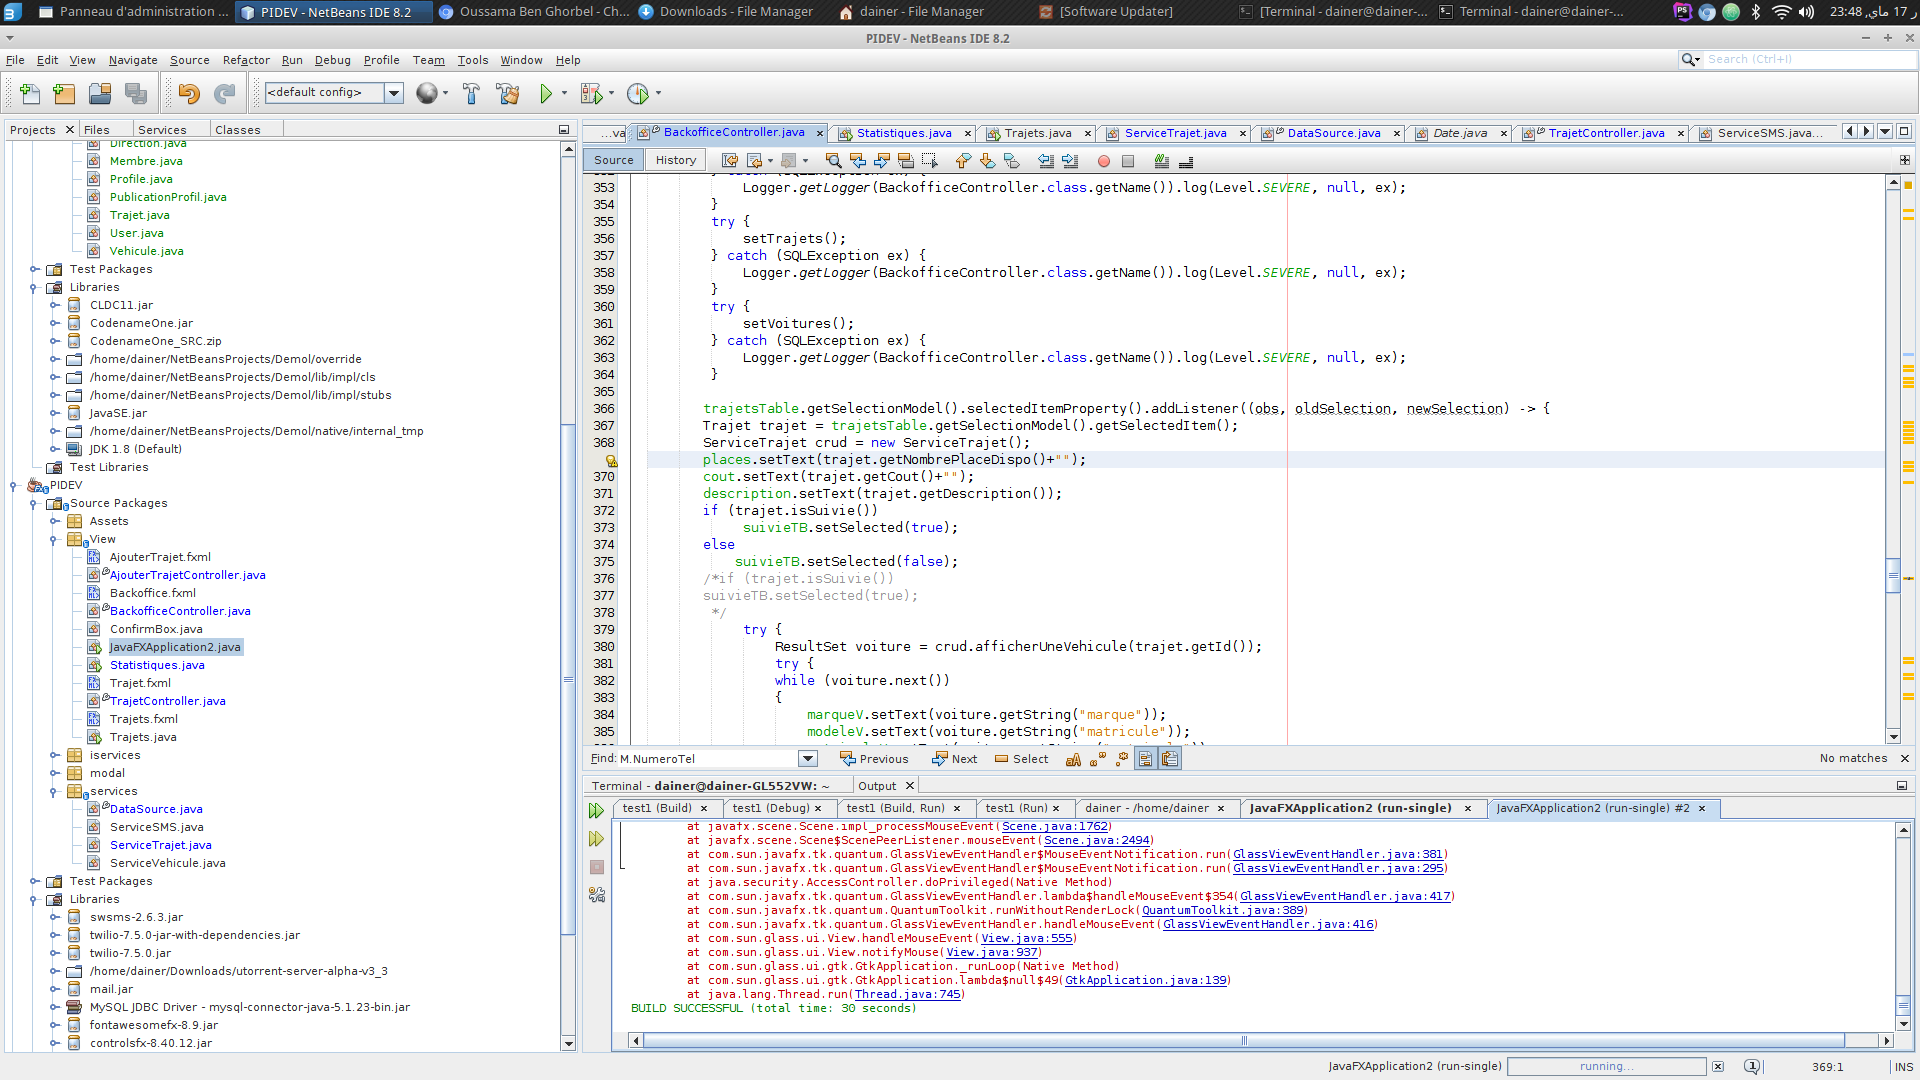 Panneau d'administration ...
PIDEV - NetBeans IDE 8.2
Oussama Ben Ghorbel - Ch...
Downloads - File Manager
dainer - File Manager
[Software Updater]
[Terminal - dainer@dainer-...
Terminal - dainer@dainer-...
ر 17 ماي, 23:48
PIDEV - NetBeans IDE 8.2
File Edit View Navigate Source Refactor Run Debug Profile Team Tools Window Help
Search (Ctrl+I)
<default config>
Projects Files Services Classes
Direction.java
Membre.java
Profile.java
PublicationProfil.java
Trajet.java
User.java
Vehicule.java
Test Packages
Libraries
CLDC11.jar
CodenameOne.jar
CodenameOne_SRC.zip
/home/dainer/NetBeansProjects/Demol/override
/home/dainer/NetBeansProjects/Demol/lib/impl/cls
/home/dainer/NetBeansProjects/Demol/lib/impl/stubs
JavaSE.jar
/home/dainer/NetBeansProjects/Demol/native/internal_tmp
JDK 1.8 (Default)
Test Libraries
PIDEV
Source Packages
Assets
View
AjouterTrajet.fxml
AjouterTrajetController.java
Backoffice.fxml
BackofficeController.java
ConfirmBox.java
JavaFXApplication2.java
Statistiques.java
Trajet.fxml
TrajetController.java
Trajets.fxml
Trajets.java
iservices
modal
services
DataSource.java
ServiceSMS.java
ServiceTrajet.java
ServiceVehicule.java
Test Packages
Libraries
swsms-2.6.3.jar
twilio-7.5.0-jar-with-dependencies.jar
twilio-7.5.0.jar
/home/dainer/Downloads/utorrent-server-alpha-v3_3
mail.jar
MySQL JDBC Driver - mysql-connector-java-5.1.23-bin.jar
fontawesomefx-8.9.jar
controlsfx-8.40.12.jar
...va BackofficeController.java Statistiques.java Trajets.java ServiceTrajet.java DataSource.java Date.java TrajetController.java ServiceSMS.java...
Source History
352 } catch (SQLException ex) {
353 Logger.getLogger(BackofficeController.class.getName()).log(Level.SEVERE, null, ex);
354 }
355 try {
356 setTrajets();
357 } catch (SQLException ex) {
358 Logger.getLogger(BackofficeController.class.getName()).log(Level.SEVERE, null, ex);
359 }
360 try {
361 setVoitures();
362 } catch (SQLException ex) {
363 Logger.getLogger(BackofficeController.class.getName()).log(Level.SEVERE, null, ex);
364 }
365
366 trajetsTable.getSelectionModel().selectedItemProperty().addListener((obs, oldSelection, newSelection) -> {
367 Trajet trajet = trajetsTable.getSelectionModel().getSelectedItem();
368 ServiceTrajet crud = new ServiceTrajet();
places.setText(trajet.getNombrePlaceDispo()+"");
370 cout.setText(trajet.getCout()+"");
371 description.setText(trajet.getDescription());
372 if (trajet.isSuivie())
373 suivieTB.setSelected(true);
374 else
375 suivieTB.setSelected(false);
376 /*if (trajet.isSuivie())
377 suivieTB.setSelected(true);
378 */
379 try {
380 ResultSet voiture = crud.afficherUneVehicule(trajet.getId());
381 try {
382 while (voiture.next())
383 {
384 marqueV.setText(voiture.getString("marque"));
385 modeleV.setText(voiture.getString("matricule"));
Find: M.NumeroTel Previous Next Select No matches
Terminal - dainer@dainer-GL552VW: ~ Output
test1 (Build) test1 (Debug) test1 (Build, Run) test1 (Run) dainer - /home/dainer JavaFXApplication2 (run-single) JavaFXApplication2 (run-single) #2
at javafx.scene.Scene.impl_processMouseEvent(Scene.java:1762)
at javafx.scene.Scene$ScenePeerListener.mouseEvent(Scene.java:2494)
at com.sun.javafx.tk.quantum.GlassViewEventHandler$MouseEventNotification.run(GlassViewEventHandler.java:381)
at com.sun.javafx.tk.quantum.GlassViewEventHandler$MouseEventNotification.run(GlassViewEventHandler.java:295)
at java.security.AccessController.doPrivileged(Native Method)
at com.sun.javafx.tk.quantum.GlassViewEventHandler.lambda$handleMouseEvent$354(GlassViewEventHandler.java:417)
at com.sun.javafx.tk.quantum.QuantumToolkit.runWithoutRenderLock(QuantumToolkit.java:389)
at com.sun.javafx.tk.quantum.GlassViewEventHandler.handleMouseEvent(GlassViewEventHandler.java:416)
at com.sun.glass.ui.View.handleMouseEvent(View.java:555)
at com.sun.glass.ui.View.notifyMouse(View.java:937)
at com.sun.glass.ui.gtk.GtkApplication._runLoop(Native Method)
at com.sun.glass.ui.gtk.GtkApplication.lambda$null$49(GtkApplication.java:139)
at java.lang.Thread.run(Thread.java:745)
BUILD SUCCESSFUL (total time: 30 seconds)
JavaFXApplication2 (run-single) running... 369:1 INS